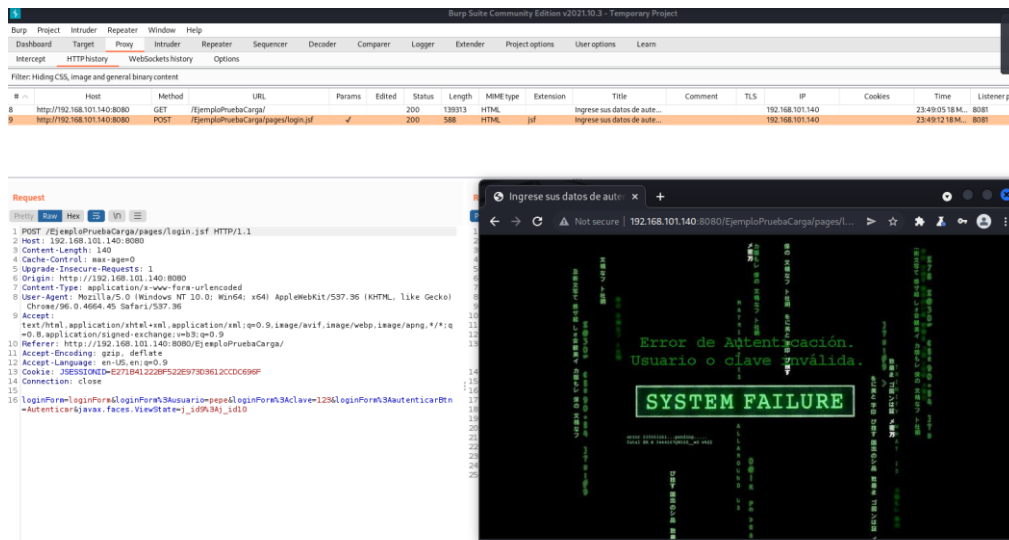 Burp Suite Community Edition v2021.10.3 - Temporary Project
Burp Project Intruder Repeater Window Help
Dashboard Target Proxy Intruder Repeater Sequencer Decoder Comparer Logger Extender Project options User options Learn
Intercept HTTP history WebSockets history Options
Filter: Hiding CSS, image and general binary content
# Host Method URL Params Edited Status Length MIME type Extension Title Comment TLS IP Cookies Time Listener p
8 http://192.168.101.140:8080 GET /EjemploPruebaCarga/ 200 139313 HTML Ingrese sus datos de aute... 192.168.101.140 23:49:05 18 M... 8081
9 http://192.168.101.140:8080 POST /EjemploPruebaCarga/pages/login.jsf ✓ 200 588 HTML jsf Ingrese sus datos de aute... 192.168.101.140 23:49:12 18 M... 8081
Request
Pretty Raw Hex \n
1 POST /EjemploPruebaCarga/pages/login.jsf HTTP/1.1
2 Host: 192.168.101.140:8080
3 Content-Length: 140
4 Cache-Control: max-age=0
5 Upgrade-Insecure-Requests: 1
6 Origin: http://192.168.101.140:8080
7 Content-Type: application/x-www-form-urlencoded
8 User-Agent: Mozilla/5.0 (Windows NT 10.0; Win64; x64) AppleWebKit/537.36 (KHTML, like Gecko)
Chrome/96.0.4664.45 Safari/537.36
9 Accept:
text/html,application/xhtml+xml,application/xml;q=0.9,image/avif,image/webp,image/apng,*/*;q
=0.8,application/signed-exchange;v=b3;q=0.9
10 Referer: http://192.168.101.140:8080/EjemploPruebaCarga/
11 Accept-Encoding: gzip, deflate
12 Accept-Language: en-US,en;q=0.9
13 Cookie: JSESSIONID=E271B41222BF522E973D3612CCDC696F
14 Connection: close
15
16 loginForm=loginForm&loginForm%3Ausuario=pepe&loginForm%3Aclave=123&loginForm%3AautenticarBtn
=Autenticar&javax.faces.ViewState=j_id9%3Aj_id10
Ingrese sus datos de auter
Not secure | 192.168.101.140:8080/EjemploPruebaCarga/pages/l...
Error de Autenticación.
Usuario o clave inválida.
SYSTEM FAILURE